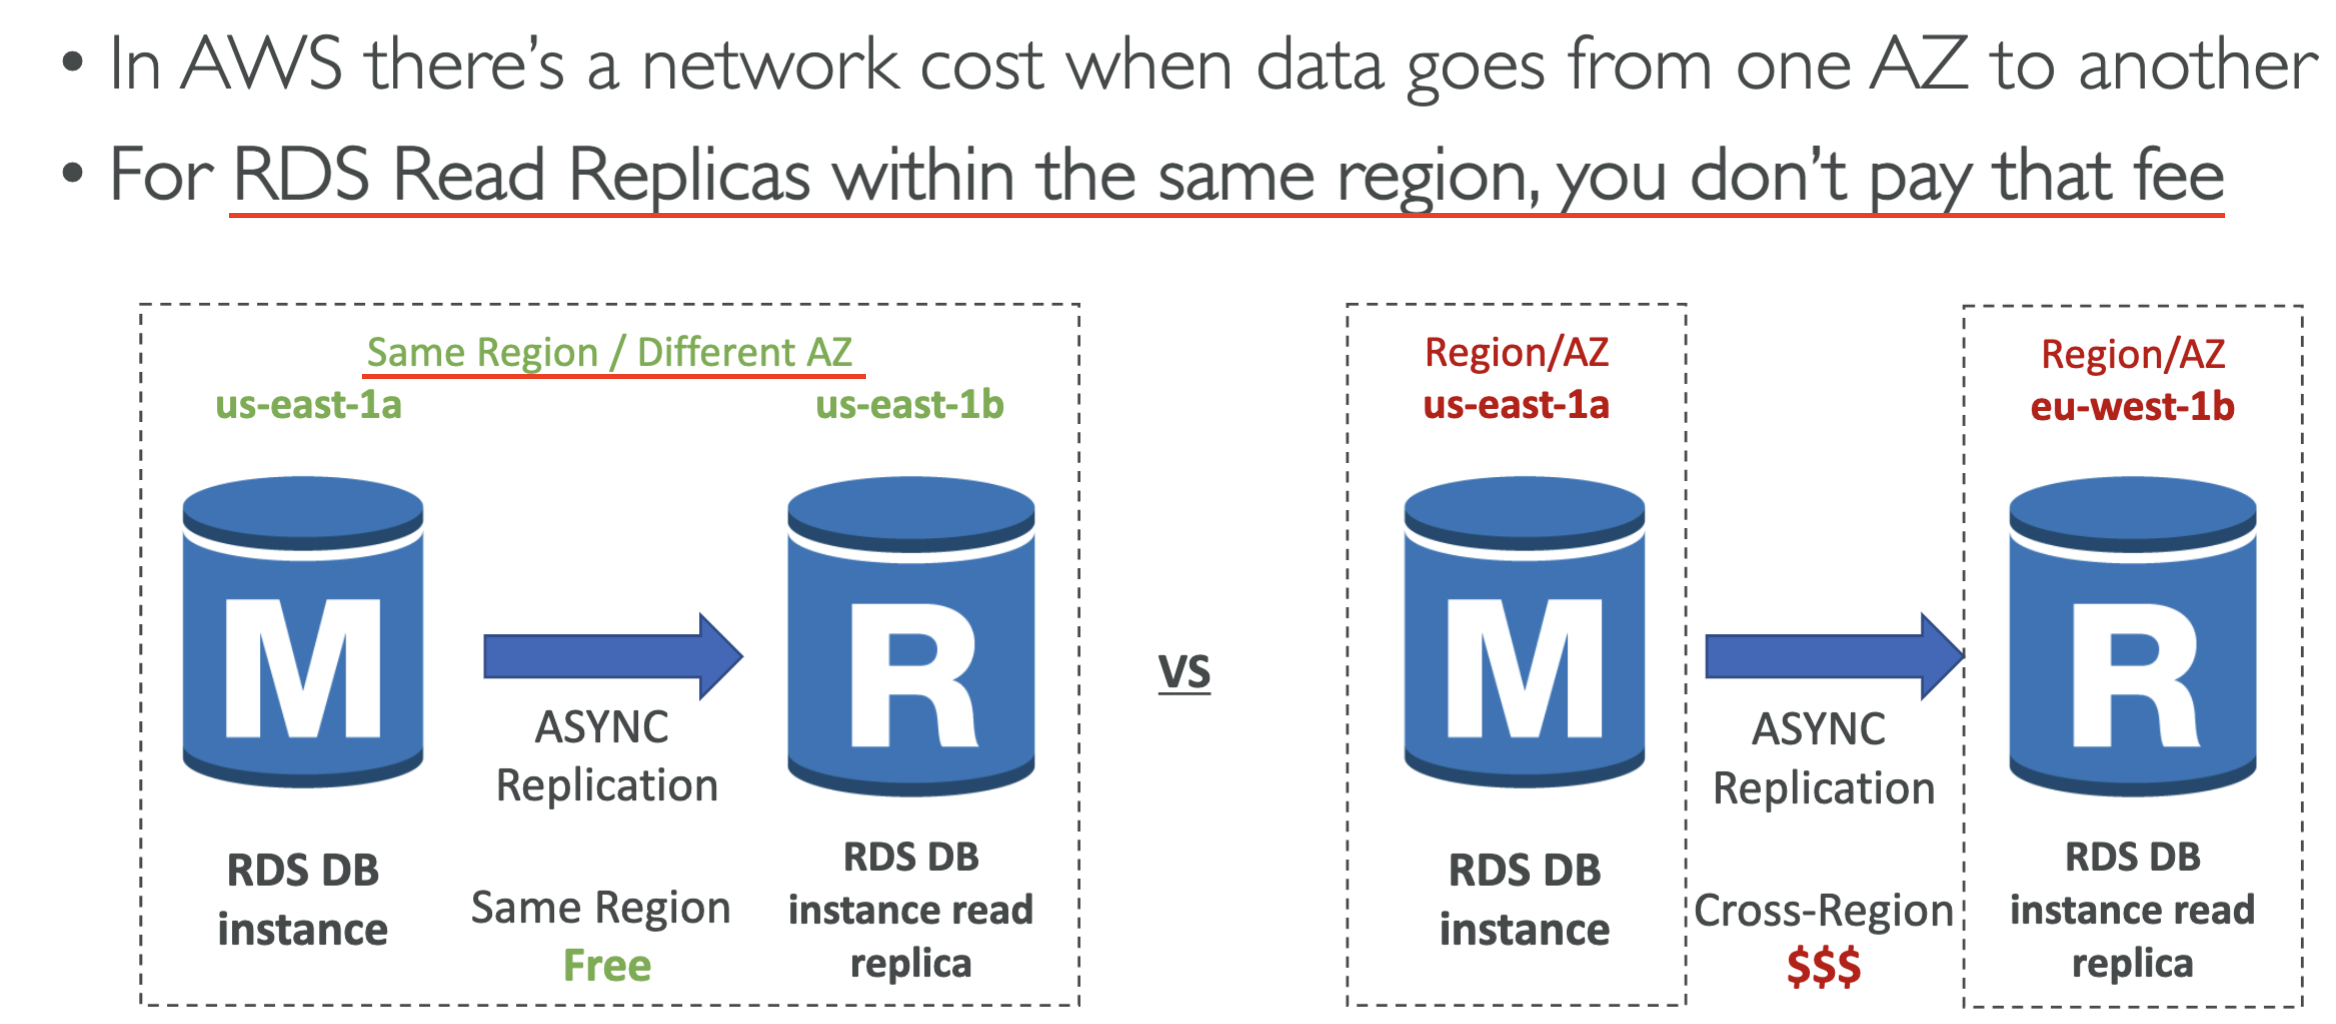 • In AWS there's a network cost when data goes from one AZ to another
• For RDS Read Replicas within the same region, you don't pay that fee
Same Region / Different AZ
us-east-1a
us-east-1b
M
ASYNC
Replication
R
RDS DB
instance
Same Region
Free
RDS DB
instance read
replica
VS
Region/AZ
us-east-1a
M
RDS DB
instance
ASYNC
Replication
Cross-Region
$$$
Region/AZ
eu-west-1b
R
RDS DB
instance read
replica